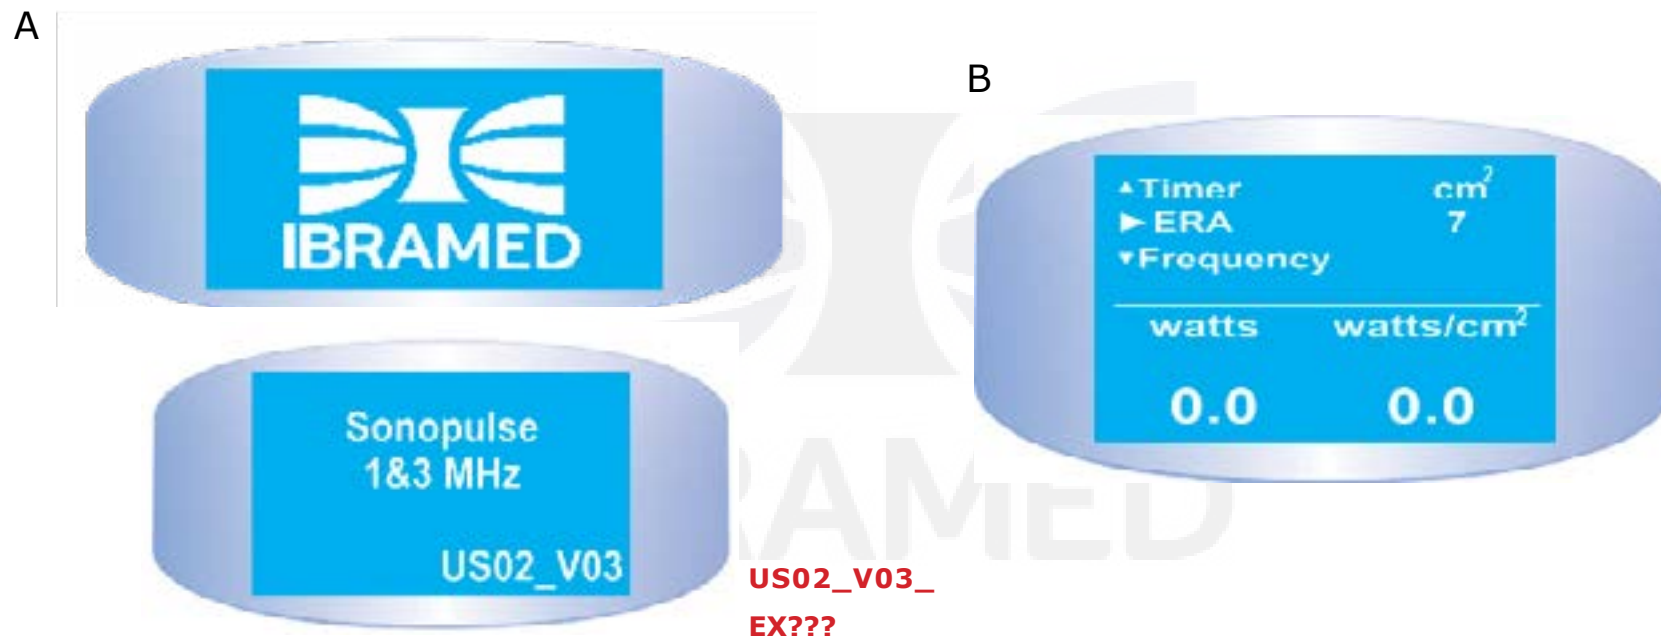 A
IBRAMED
Sonopulse
1&3 MHz
US02_V03
US02_V03_
EX???
B
▲Timer cm²
▶ ERA 7
▼Frequency
watts watts/cm²
0.0 0.0
IBRAMED